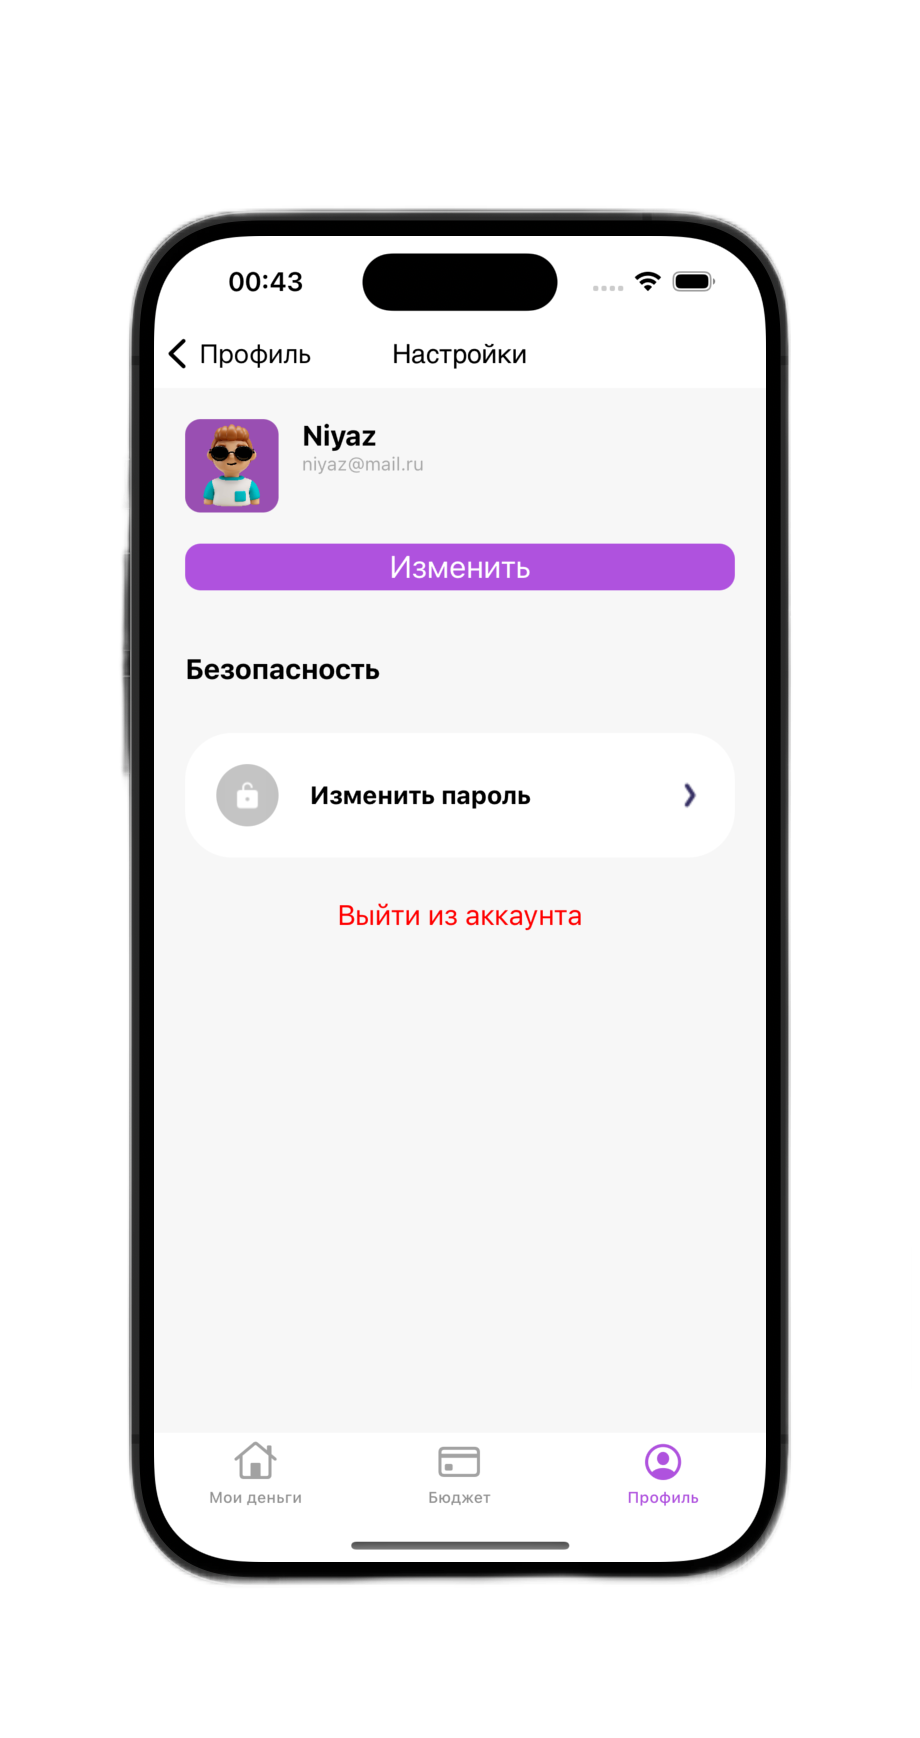 00:43
Профиль
Настройки
Niyaz
niyaz@mail.ru
Изменить
Безопасность
Изменить пароль
Выйти из аккаунта
Мои деньги
Бюджет
Профиль